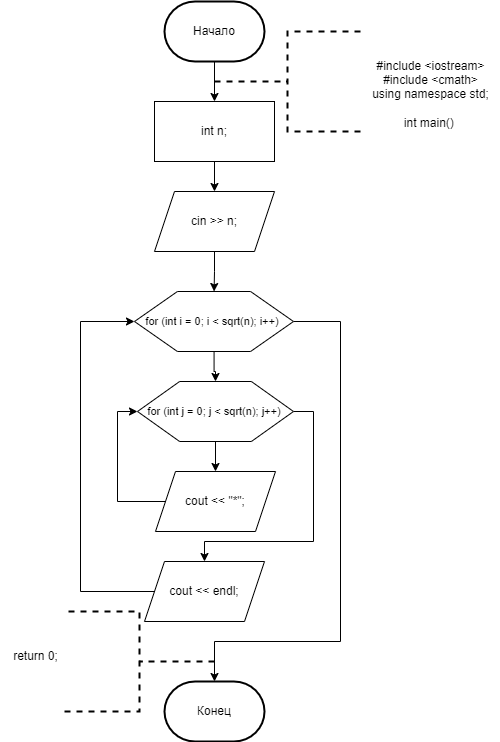 Начало
#include <iostream>
#include <cmath>
using namespace std;
int main()
int n;
cin >> n;
for (int i = 0; i < sqrt(n); i++)
for (int j = 0; j < sqrt(n); j++)
cout << "*";
cout << endl;
return 0;
Конец